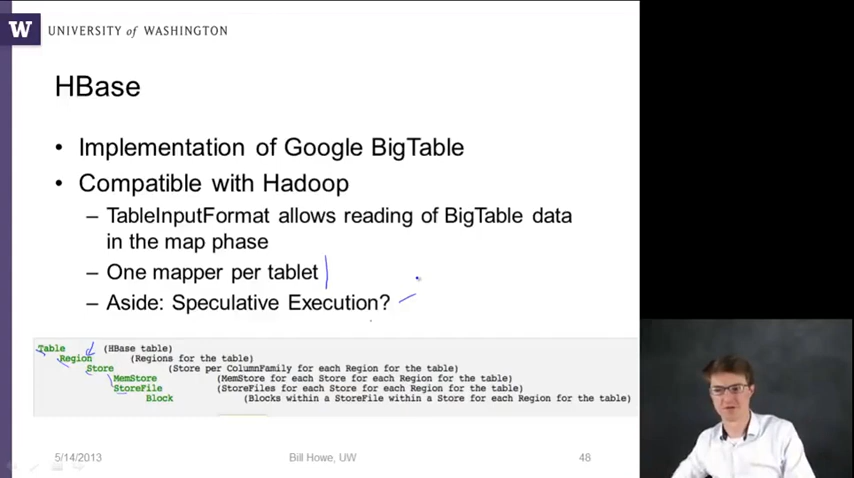 W UNIVERSITY of WASHINGTON
HBase
• Implementation of Google BigTable
• Compatible with Hadoop
– TableInputFormat allows reading of BigTable data
in the map phase
– One mapper per tablet
– Aside: Speculative Execution?
Table (HBase table)
Region (Regions for the table)
Store (Store per ColumnFamily for each Region for the table)
MemStore (MemStore for each Store for each Region for the table)
StoreFile (StoreFiles for each Store for each Region for the table)
Block (Blocks within a StoreFile within a Store for each Region for the table)
5/14/2013 Bill Howe, UW 48